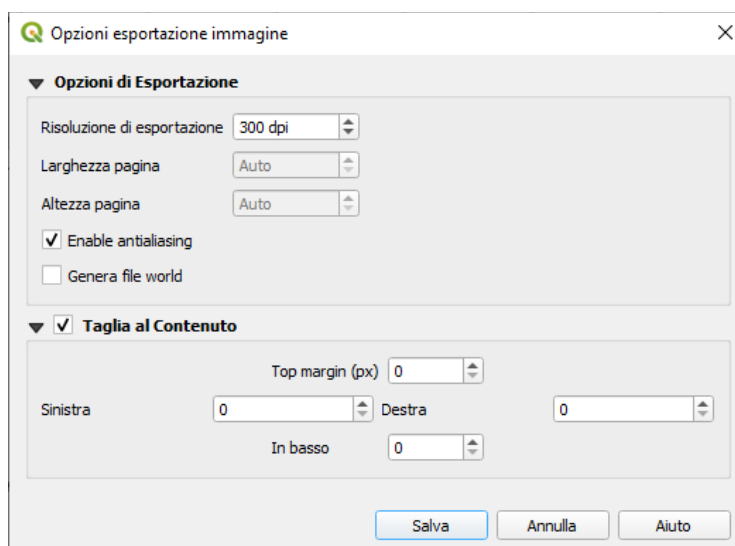 Opzioni esportazione immagine
Opzioni di Esportazione
Risoluzione di esportazione 300 dpi
Larghezza pagina Auto
Altezza pagina Auto
Enable antialiasing
Genera file world
Taglia al Contenuto
Top margin (px) 0
Sinistra 0 Destra 0
In basso 0
Salva Annulla Aiuto